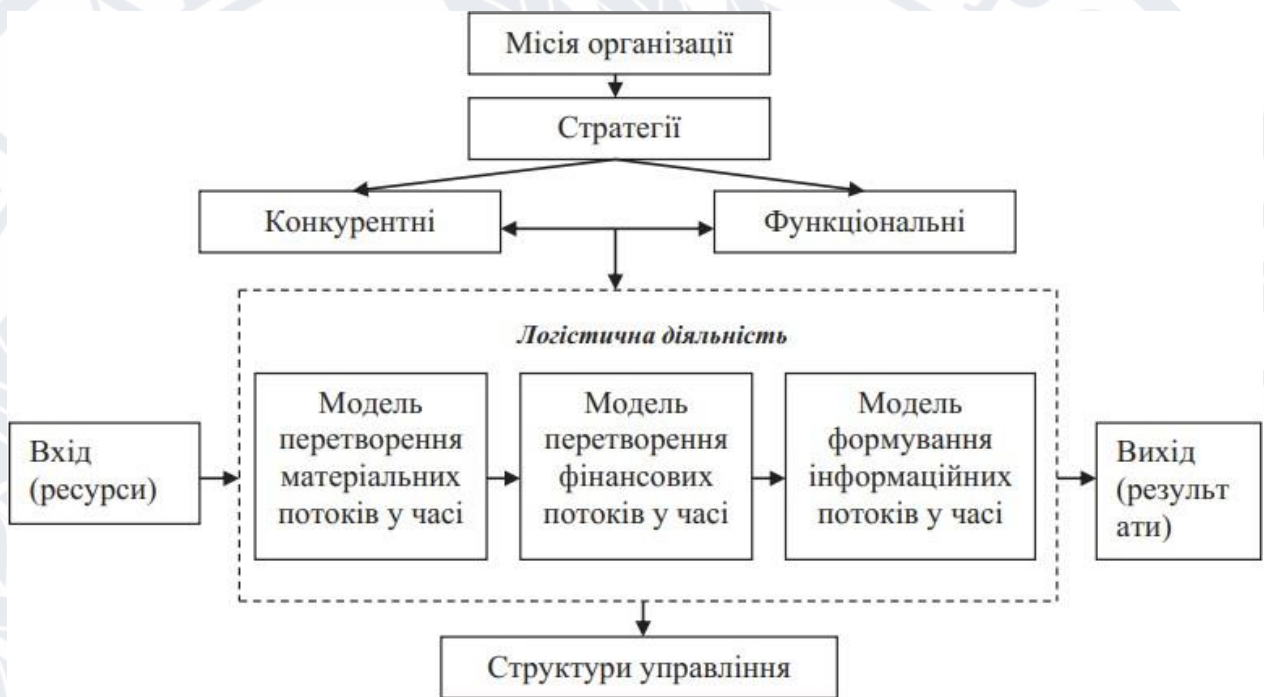 Місія організації
Стратегії
Конкурентні
Функціональні
Логістична діяльність
Вхід
(ресурси)
Модель
перетворення
матеріальних
потоків у часі
Модель
перетворення
фінансових
потоків у часі
Модель
формування
інформаційних
потоків у часі
Вихід
(результ
ати)
Структури управління